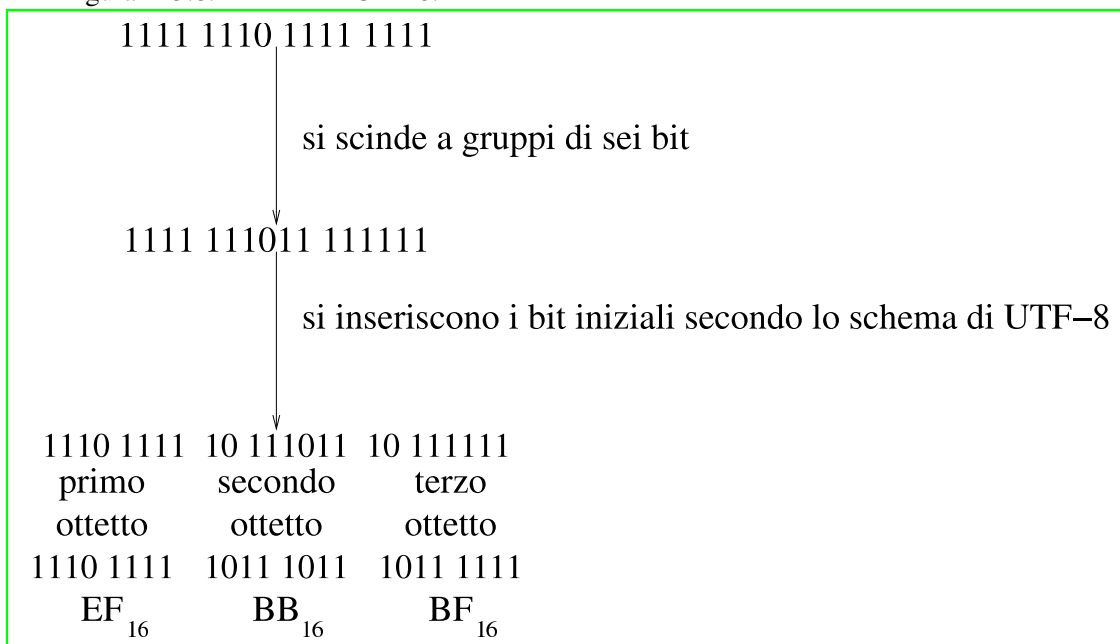 1111 1110 1111 1111
si scinde a gruppi di sei bit
1111 111011 111111
si inseriscono i bit iniziali secondo lo schema di UTF–8
1110 1111 10 111011 10 111111
primo secondo terzo
ottetto ottetto ottetto
1110 1111 1011 1011 1011 1111
EF16 BB16 BF16